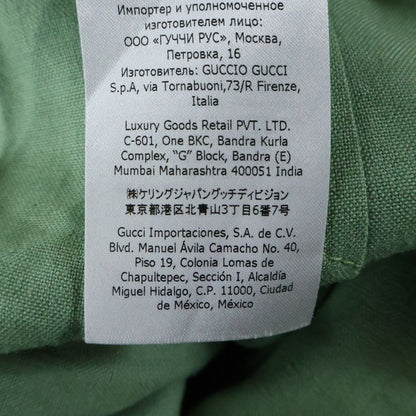 Импортер и уполномоченное
изготовителем лицо:
ООО «ГУЧЧИ РУС», Москва,
Петровка, 16
Изготовитель: GUCCIO GUCCI
S.p.A, via Tornabuoni,73/R Firenze,
Italia
Luxury Goods Retail PVT. LTD.
C-601, One BKC, Bandra Kurla
Complex, "G" Block, Bandra (E)
Mumbai Maharashtra 400051 India
㈱ケリングジャパングッチディビジョン
東京都港区北青山3丁目6番7号
Gucci Importaciones, S.A. de C.V.
Blvd. Manuel Ávila Camacho No. 40,
Piso 19, Colonia Lomas de
Chapultepec, Sección I, Alcaldía
Miguel Hidalgo, C.P. 11000, Ciudad
de México, México